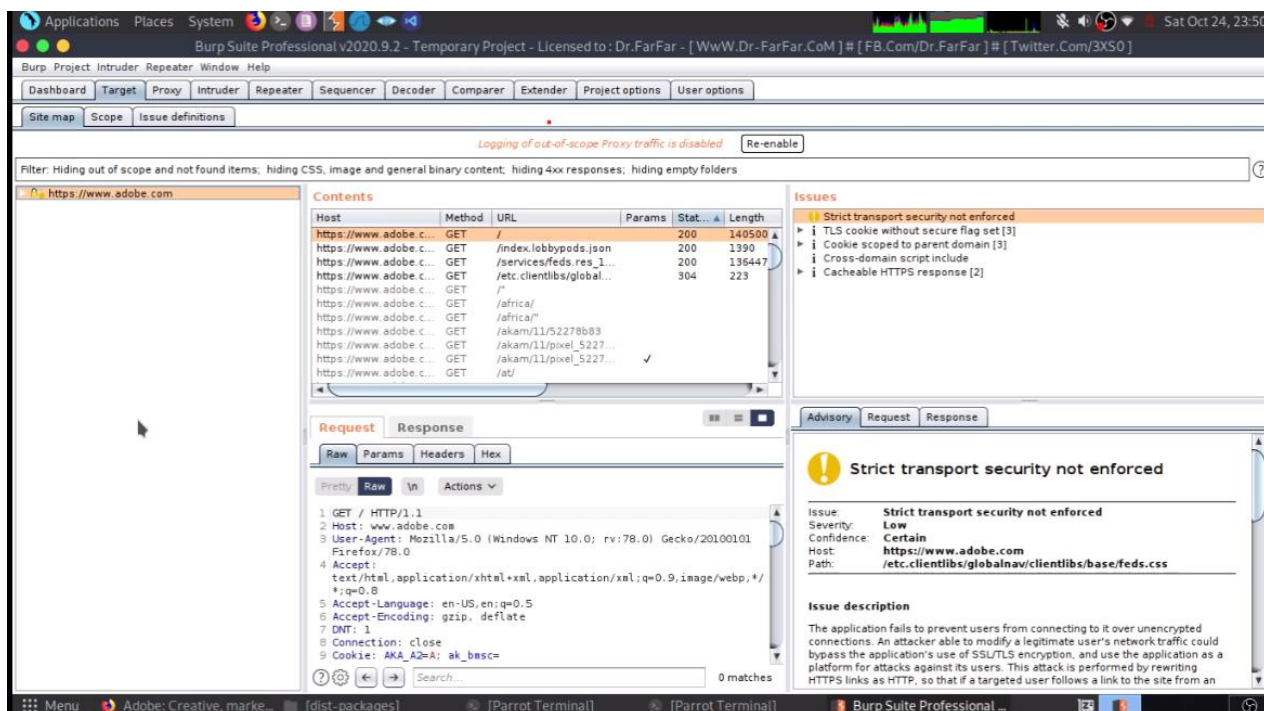 Applications Places System
Sat Oct 24, 23:50
Burp Suite Professional v2020.9.2 - Temporary Project - Licensed to : Dr.FarFar - [ WwW.Dr-FarFar.CoM ] # [ FB.Com/Dr.FarFar ] # [ Twitter.Com/3XS0 ]
Burp Project Intruder Repeater Window Help
Dashboard Target Proxy Intruder Repeater Sequencer Decoder Comparer Extender Project options User options
Site map Scope Issue definitions
Logging of out-of-scope Proxy traffic is disabled Re-enable
Filter: Hiding out of scope and not found items; hiding CSS, image and general binary content; hiding 4xx responses; hiding empty folders
https://www.adobe.com
Contents
Host Method URL Params Stat... Length
https://www.adobe.c... GET / 200 140500
https://www.adobe.c... GET /index.lobbypods.json 200 1390
https://www.adobe.c... GET /services/feds.res_1... 200 136447
https://www.adobe.c... GET /etc.clientlibs/global... 304 223
https://www.adobe.c... GET /*
https://www.adobe.c... GET /africa/
https://www.adobe.c... GET /africa/*
https://www.adobe.c... GET /akam/11/52278b83
https://www.adobe.c... GET /akam/11/pixel_5227...
https://www.adobe.c... GET /akam/11/pixel_5227... ✓
https://www.adobe.c... GET /at/
Issues
Strict transport security not enforced
TLS cookie without secure flag set [3]
Cookie scoped to parent domain [3]
Cross-domain script include
Cacheable HTTPS response [2]
Request Response
Raw Params Headers Hex
Pretty Raw \n Actions
1 GET / HTTP/1.1
2 Host: www.adobe.com
3 User-Agent: Mozilla/5.0 (Windows NT 10.0; rv:78.0) Gecko/20100101
Firefox/78.0
4 Accept:
text/html,application/xhtml+xml,application/xml;q=0.9,image/webp,*/
*;q=0.8
5 Accept-Language: en-US,en;q=0.5
6 Accept-Encoding: gzip, deflate
7 DNT: 1
8 Connection: close
9 Cookie: AKA_A2=A; ak_bmsc=
Search... 0 matches
Advisory Request Response
Strict transport security not enforced
Issue: Strict transport security not enforced
Severity: Low
Confidence: Certain
Host: https://www.adobe.com
Path: /etc.clientlibs/globalnav/clientlibs/base/feds.css
Issue description
The application fails to prevent users from connecting to it over unencrypted
connections. An attacker able to modify a legitimate user's network traffic could
bypass the application's use of SSL/TLS encryption, and use the application as a
platform for attacks against its users. This attack is performed by rewriting
HTTPS links as HTTP, so that if a targeted user follows a link to the site from an
Menu Adobe: Creative, marke... [dist-packages] [Parrot Terminal] [Parrot Terminal] Burp Suite Professional ...